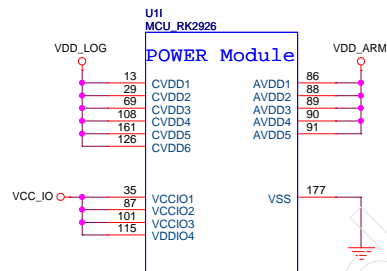 U1I
MCU_RK2926
POWER Module
VDD_LOG
VDD_ARM
13 CVDD1 AVDD1 86
29 CVDD2 AVDD2 88
69 CVDD3 AVDD3 89
108 CVDD4 AVDD4 90
161 CVDD5 AVDD5 91
126 CVDD6
VCC_IO
35 VCCIO1 VSS 177
87 VCCIO2
101 VCCIO3
115 VDDIO4